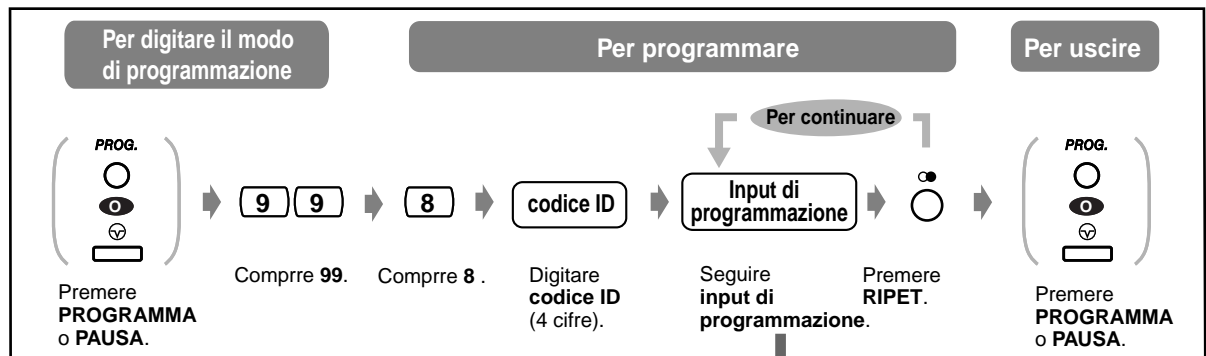 Per digitare il modo
di programmazione
Per programmare
Per uscire
Per continuare
PROG.
O
9 9
8
codice ID
Input di
programmazione
PROG.
O
Premere
PROGRAMMA
o PAUSA.
Comprre 99.
Comprre 8 .
Digitare
codice ID
(4 cifre).
Seguire
input di
programmazione.
Premere
RIPET.
Premere
PROGRAMMA
o PAUSA.